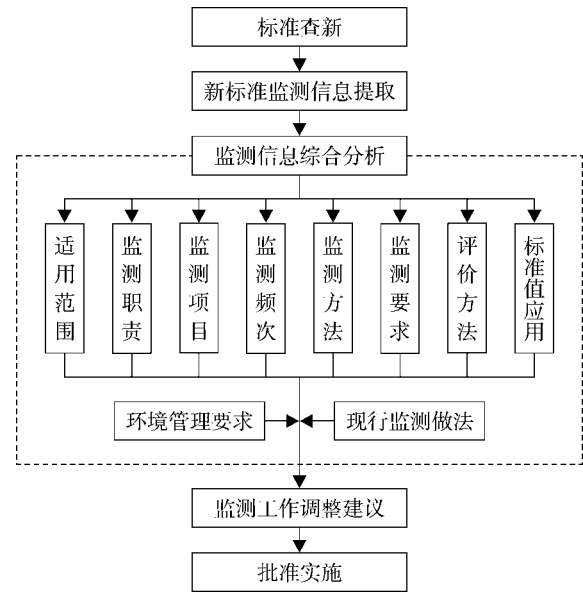 标准查新
新标准监测信息提取
监测信息综合分析
适用范围
监测职责
监测项目
监测频次
监测方法
监测要求
评价方法
标准值应用
环境管理要求
现行监测做法
监测工作调整建议
批准实施